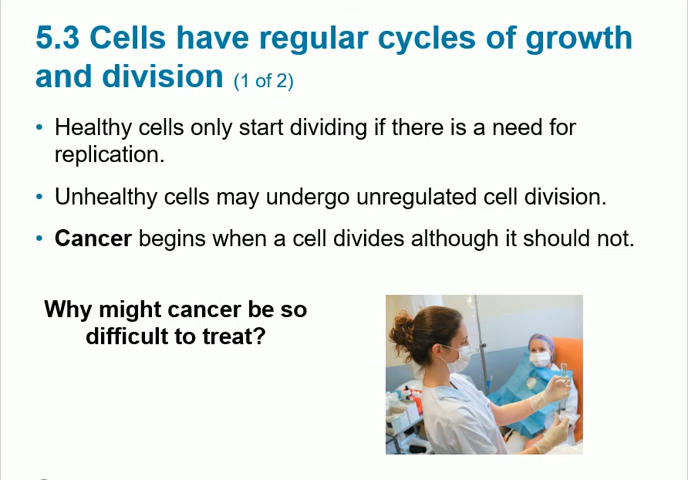 5.3 Cells have regular cycles of growth
and division (1 of 2)
• Healthy cells only start dividing if there is a need for
replication.
• Unhealthy cells may undergo unregulated cell division.
• Cancer begins when a cell divides although it should not.
Why might cancer be so
difficult to treat?